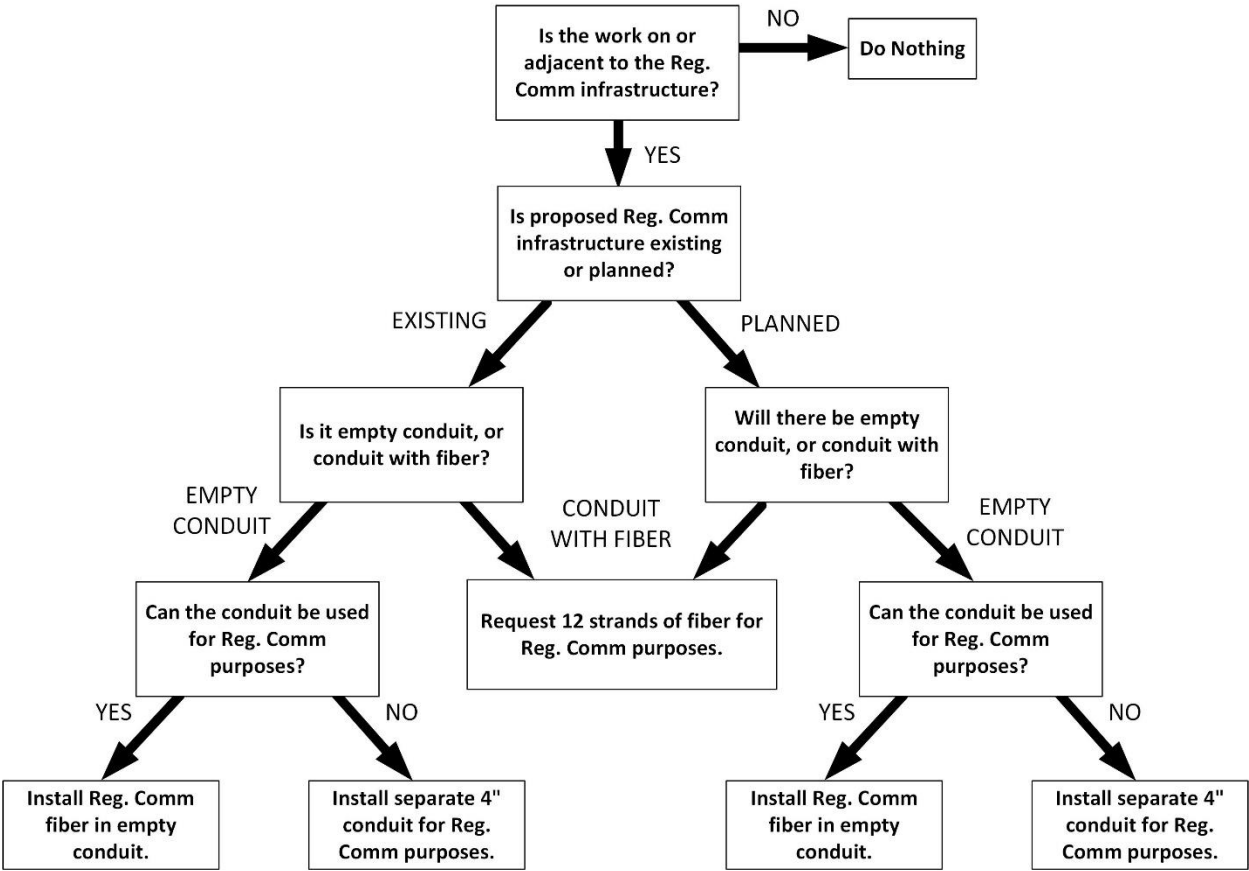 Is the work on or
adjacent to the Reg.
Comm infrastructure?
NO
Do Nothing
YES
Is proposed Reg. Comm
infrastructure existing
or planned?
EXISTING
PLANNED
Is it empty conduit, or
conduit with fiber?
Will there be empty
conduit, or conduit with
fiber?
EMPTY
CONDUIT
CONDUIT
WITH FIBER
EMPTY
CONDUIT
Can the conduit be used
for Reg. Comm
purposes?
Request 12 strands of fiber for
Reg. Comm purposes.
Can the conduit be used
for Reg. Comm
purposes?
YES
NO
YES
NO
Install Reg. Comm
fiber in empty
conduit.
Install separate 4"
conduit for Reg.
Comm purposes.
Install Reg. Comm
fiber in empty
conduit.
Install separate 4"
conduit for Reg.
Comm purposes.